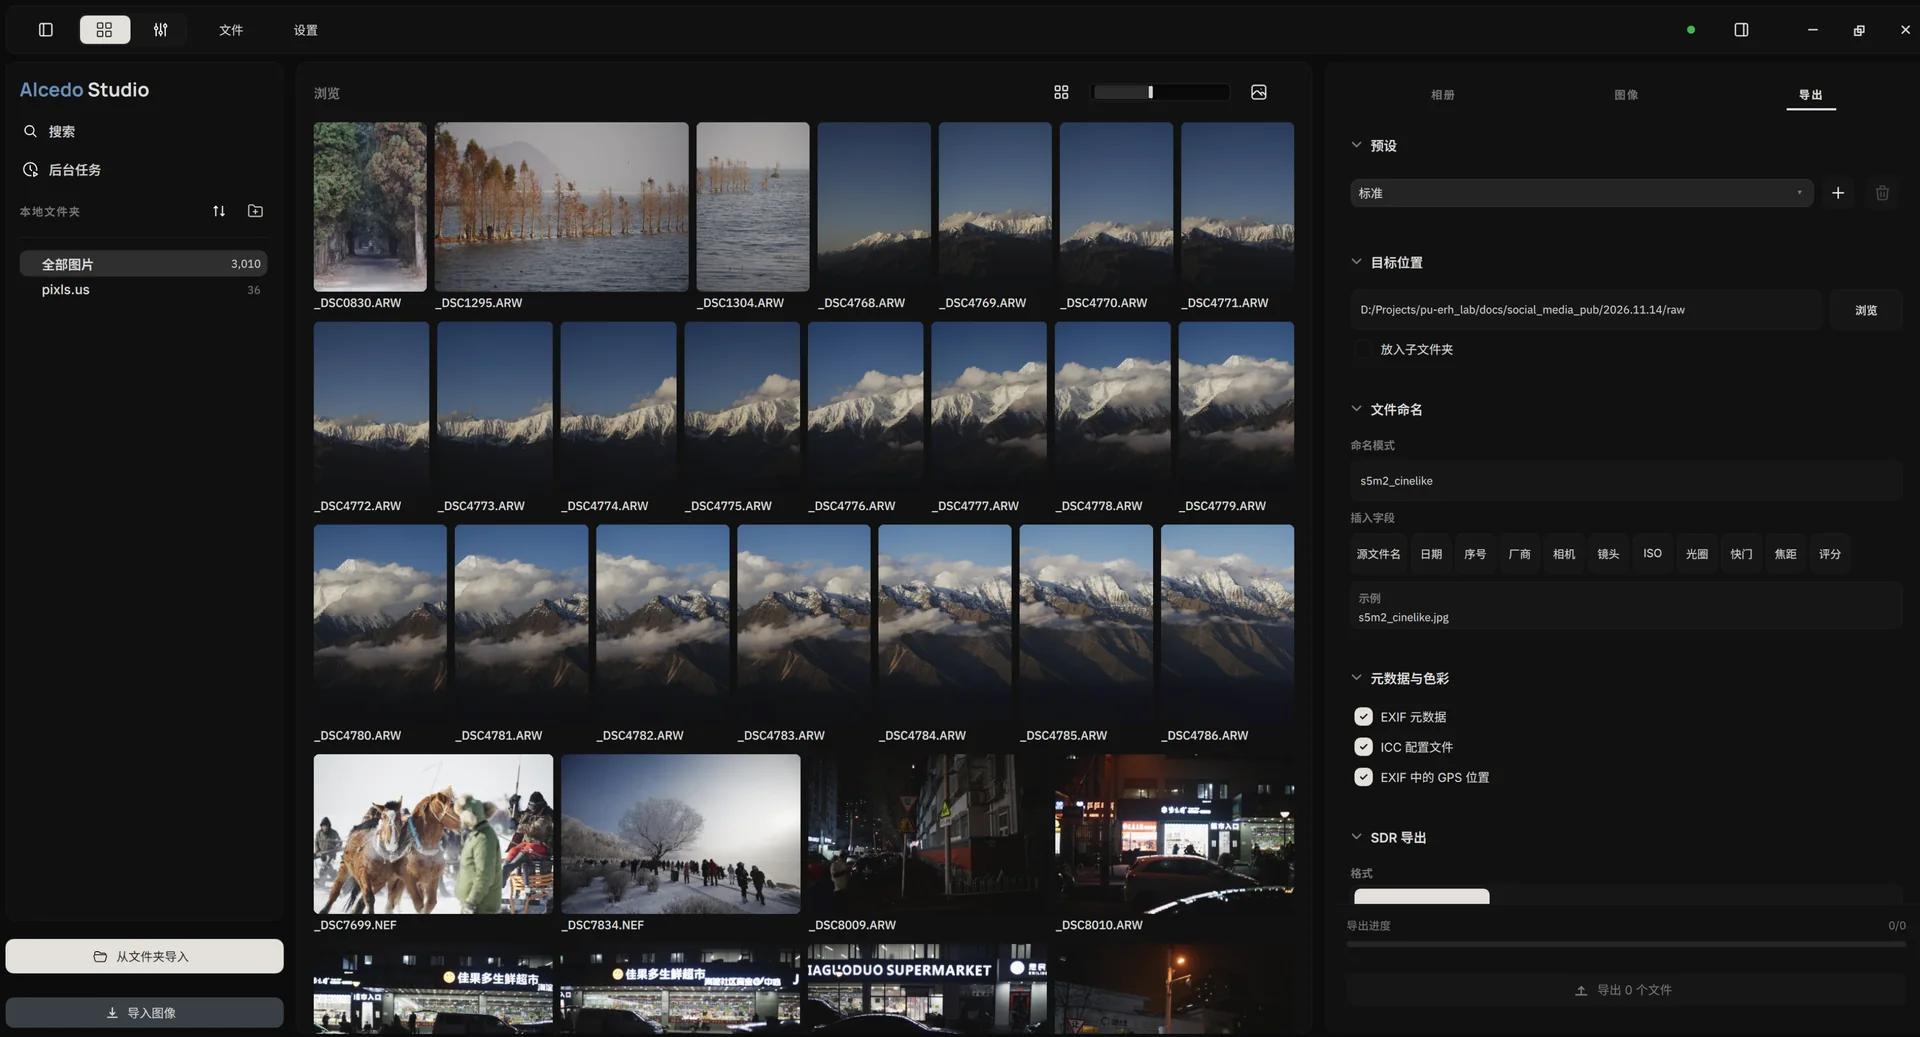 文件
设置
Alcedo Studio
搜索
后台任务
本地文件夹
全部图片 3,010
pixls.us 36
从文件夹导入
导入图像
浏览
_DSC0830.ARW
_DSC1295.ARW
_DSC1304.ARW
_DSC4768.ARW
_DSC4769.ARW
_DSC4770.ARW
_DSC4771.ARW
_DSC4772.ARW
_DSC4773.ARW
_DSC4774.ARW
_DSC4775.ARW
_DSC4776.ARW
_DSC4777.ARW
_DSC4778.ARW
_DSC4779.ARW
_DSC4780.ARW
_DSC4781.ARW
_DSC4782.ARW
_DSC4783.ARW
_DSC4784.ARW
_DSC4785.ARW
_DSC4786.ARW
超市入口
_DSC7699.NEF
_DSC7834.NEF
_DSC8009.ARW
_DSC8010.ARW
佳果多生鲜超市
佳果多生鲜超市
IAGUODUO SUPERMARKET
相册
图像
导出
预设
标准
目标位置
D:/Projects/pu-erh_lab/docs/social_media_pub/2026.11.14/raw
浏览
放入子文件夹
文件命名
命名模式
s5m2_cinelike
插入字段
源文件名 日期 序号 厂商 相机 镜头 ISO 光圈 快门 焦距 评分
示例
s5m2_cinelike.jpg
元数据与色彩
EXIF 元数据
ICC 配置文件
EXIF 中的 GPS 位置
SDR 导出
格式
导出进度 0/0
导出 0 个文件